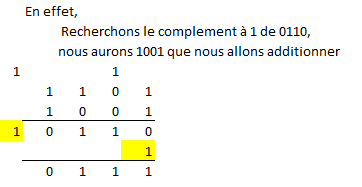 En effet,
Recherchons le complement à 1 de 0110,
nous aurons 1001 que nous allons additionner
1 1
1 1 0 1
1 0 0 1
1 0 1 1 0
1
0 1 1 1